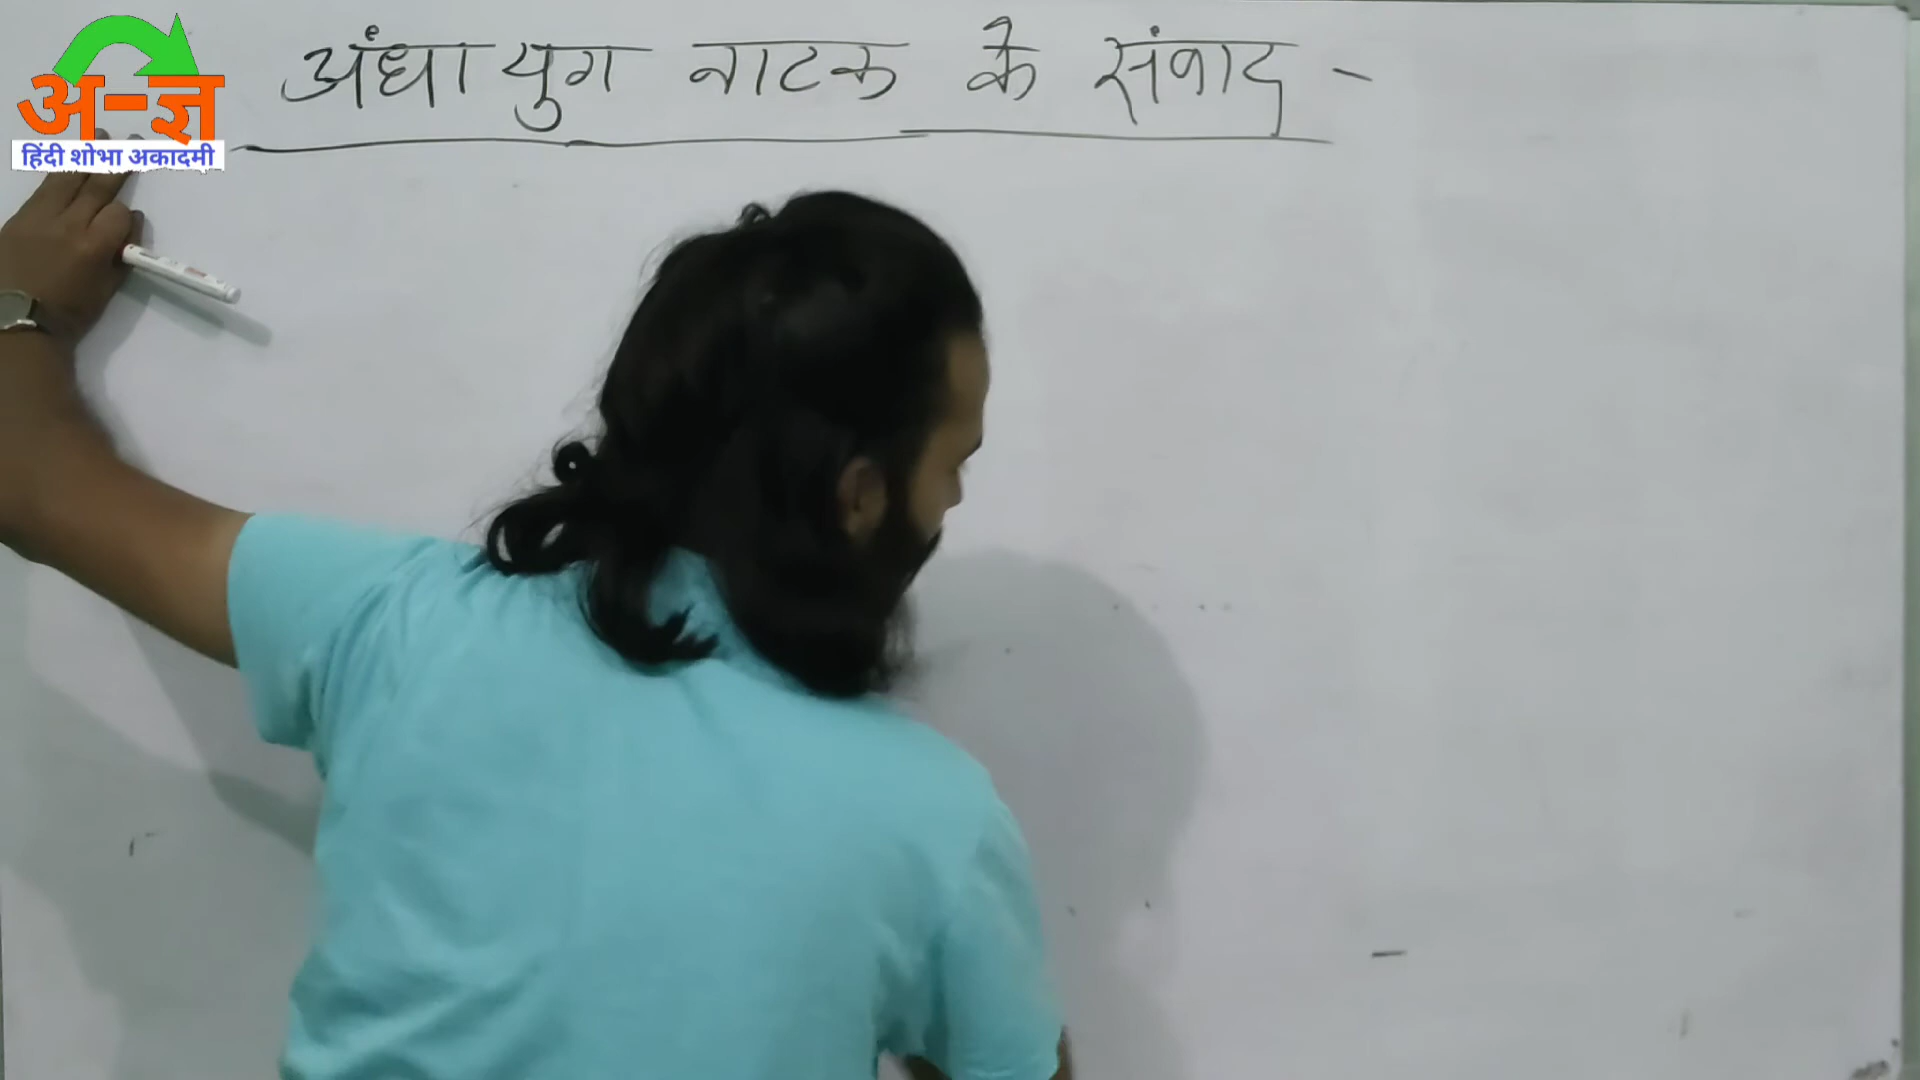 अंधा युग नाटक के संवाद -
अ-ज्ञ
हिंदी शोभा अकादमी